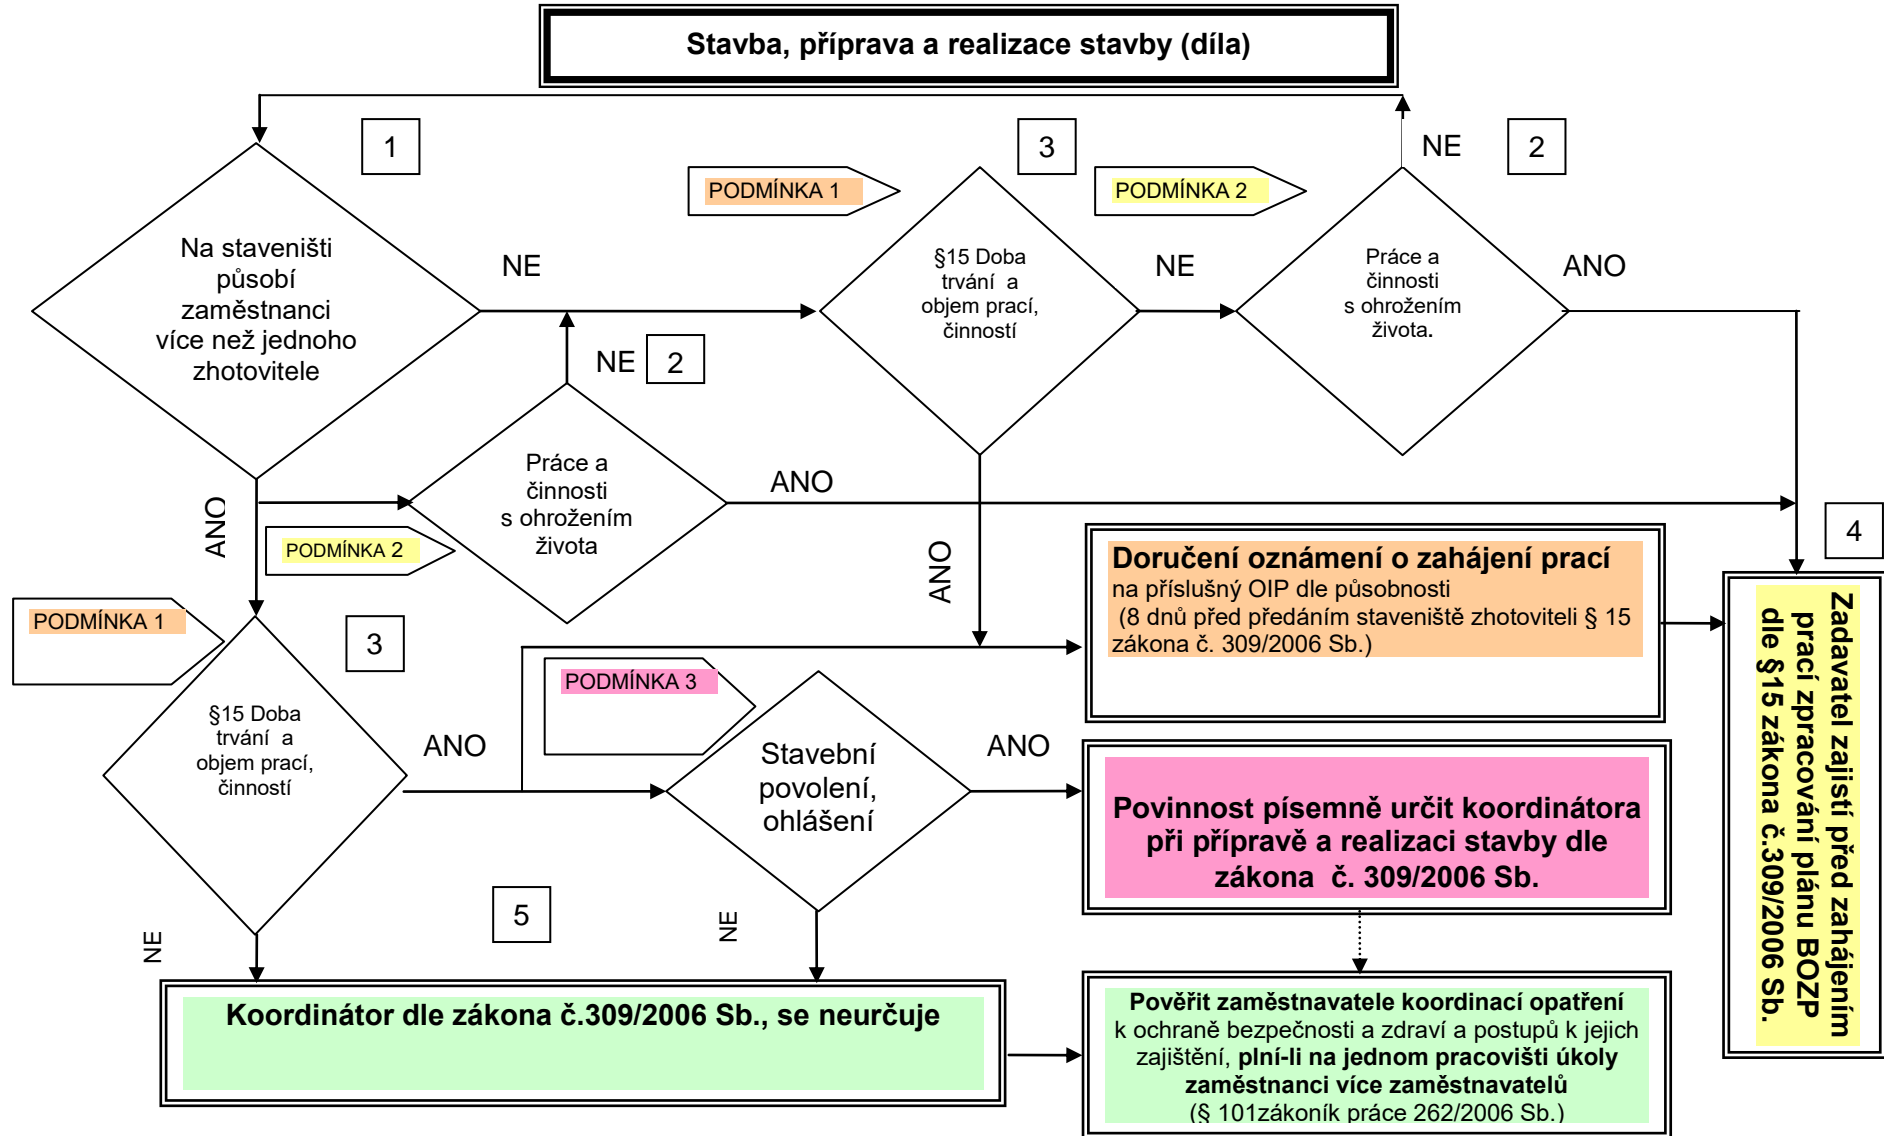 Stavba, příprava a realizace stavby (díla)
1
3
NE
2
PODMÍNKA 1
PODMÍNKA 2
Na staveništi
působí
zaměstnanci
více než jednoho
zhotovitele
NE
§15 Doba
trvání a
objem prací,
činností
NE
Práce a
činnosti
s ohrožením
života.
ANO
NE
2
Práce a
činnosti
s ohrožením
života
ANO
ANO
PODMÍNKA 2
ANO
4
Doručení oznámení o zahájení prací
na příslušný OIP dle působnosti
(8 dnů před předáním staveniště zhotoviteli § 15
zákona č. 309/2006 Sb.)
Zadavatel zajistí před zahájením
prací zpracování plánu BOZP
dle §15 zákona č.309/2006 Sb.
PODMÍNKA 1
3
PODMÍNKA 3
§15 Doba
trvání a
objem prací,
činností
ANO
Stavební
povolení,
ohlášení
ANO
Povinnost písemně určit koordinátora
při přípravě a realizaci stavby dle
zákona č. 309/2006 Sb.
5
NE
NE
Koordinátor dle zákona č.309/2006 Sb., se neurčuje
Pověřit zaměstnavatele koordinací opatření
k ochraně bezpečnosti a zdraví a postupů k jejich
zajištění, plní-li na jednom pracovišti úkoly
zaměstnanci více zaměstnavatelů
(§ 101zákoník práce 262/2006 Sb.)